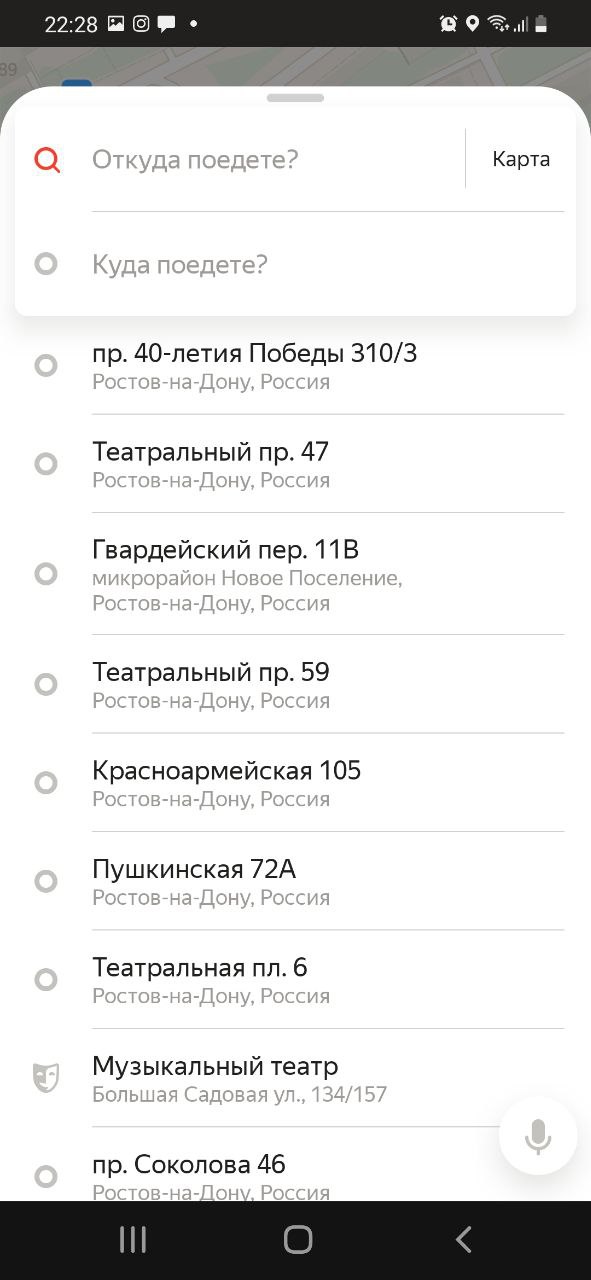 22:28
89
Откуда поедете?
Карта
Куда поедете?
пр. 40-летия Победы 310/3
Ростов-на-Дону, Россия
Театральный пр. 47
Ростов-на-Дону, Россия
Гвардейский пер. 11В
микрорайон Новое Поселение,
Ростов-на-Дону, Россия
Театральный пр. 59
Ростов-на-Дону, Россия
Красноармейская 105
Ростов-на-Дону, Россия
Пушкинская 72А
Ростов-на-Дону, Россия
Театральная пл. 6
Ростов-на-Дону, Россия
Музыкальный театр
Большая Садовая ул., 134/157
пр. Соколова 46
Ростов-на-Дону, Россия